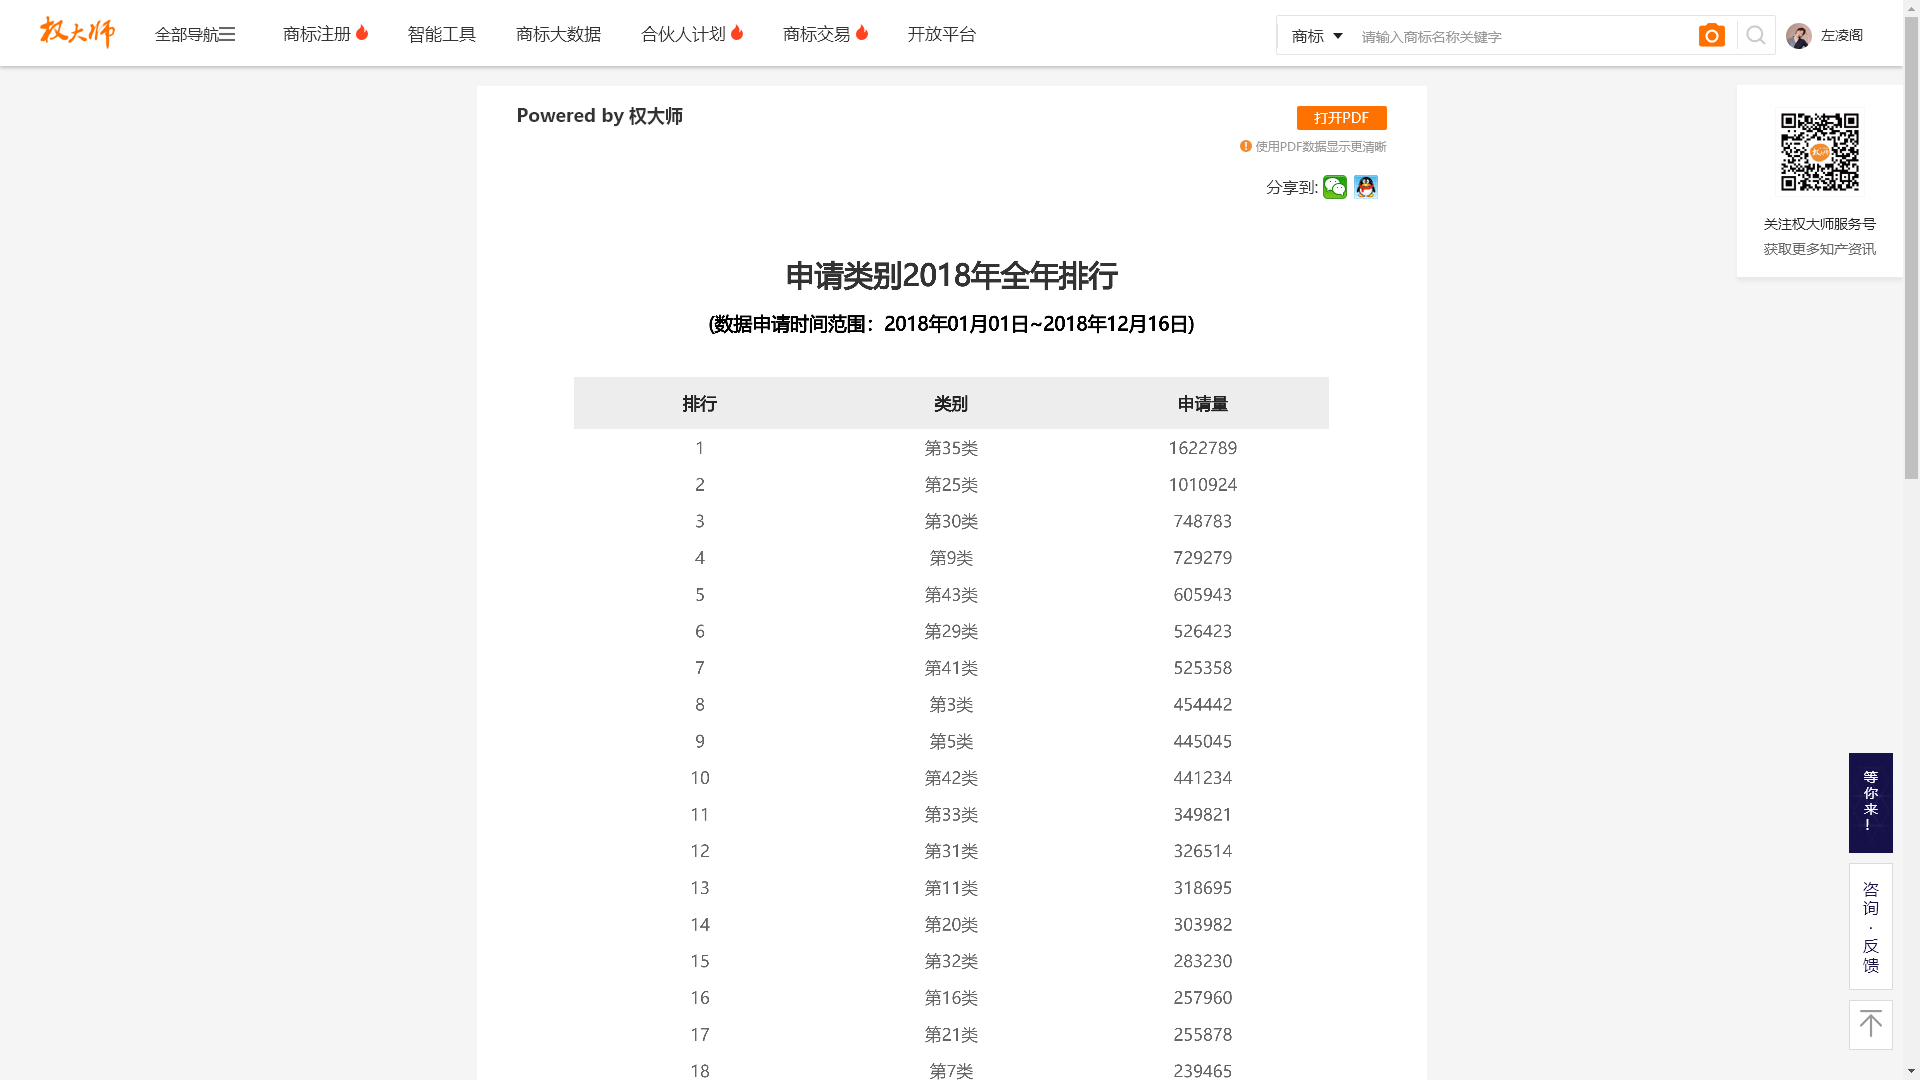 权大师
全部导航
商标注册
智能工具
商标大数据
合伙人计划
商标交易
开放平台
商标
请输入商标名称关键字
左凌阁
Powered by 权大师
打开PDF
使用PDF数据显示更清晰
分享到:
关注权大师服务号
获取更多知产资讯
申请类别2018年全年排行
(数据申请时间范围：2018年01月01日~2018年12月16日)
排行 类别 申请量
1 第35类 1622789
2 第25类 1010924
3 第30类 748783
4 第9类 729279
5 第43类 605943
6 第29类 526423
7 第41类 525358
8 第3类 454442
9 第5类 445045
10 第42类 441234
11 第33类 349821
12 第31类 326514
13 第11类 318695
14 第20类 303982
15 第32类 283230
16 第16类 257960
17 第21类 255878
18 第7类 239465
等你来！
咨询·反馈